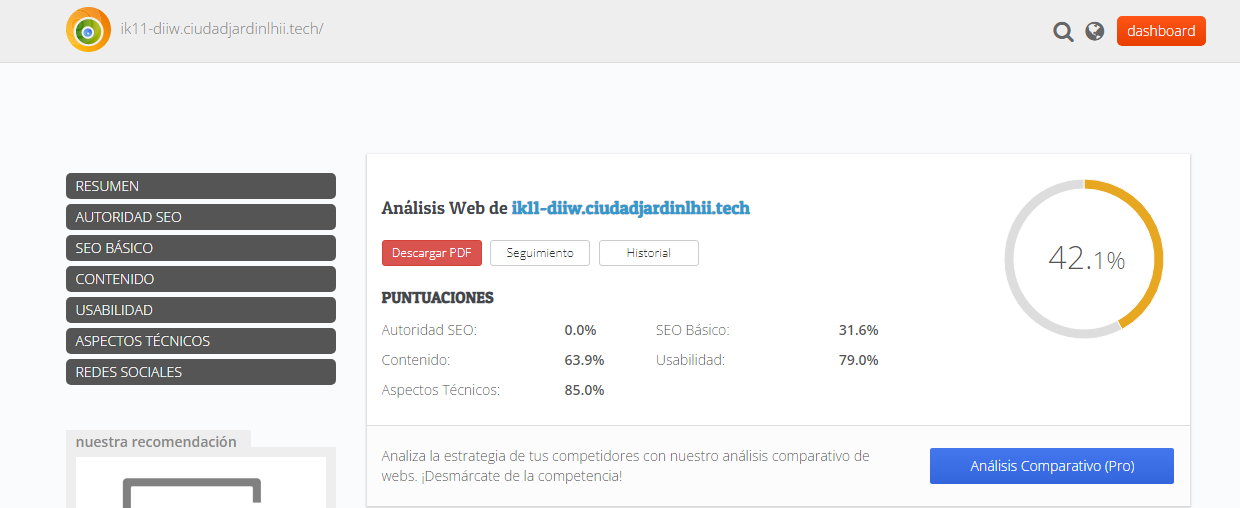 ik11-diiw.ciudadjardinlhii.tech/
dashboard
RESUMEN
AUTORIDAD SEO
SEO BÁSICO
CONTENIDO
USABILIDAD
ASPECTOS TÉCNICOS
REDES SOCIALES
nuestra recomendación
Análisis Web de ik11-diiw.ciudadjardinlhii.tech
Descargar PDF Seguimiento Historial
PUNTUACIONES
Autoridad SEO: 0.0% SEO Básico: 31.6%
Contenido: 63.9% Usabilidad: 79.0%
Aspectos Técnicos: 85.0%
42.1%
Analiza la estrategia de tus competidores con nuestro análisis comparativo de
webs. ¡Desmárcate de la competencia!
Análisis Comparativo (Pro)